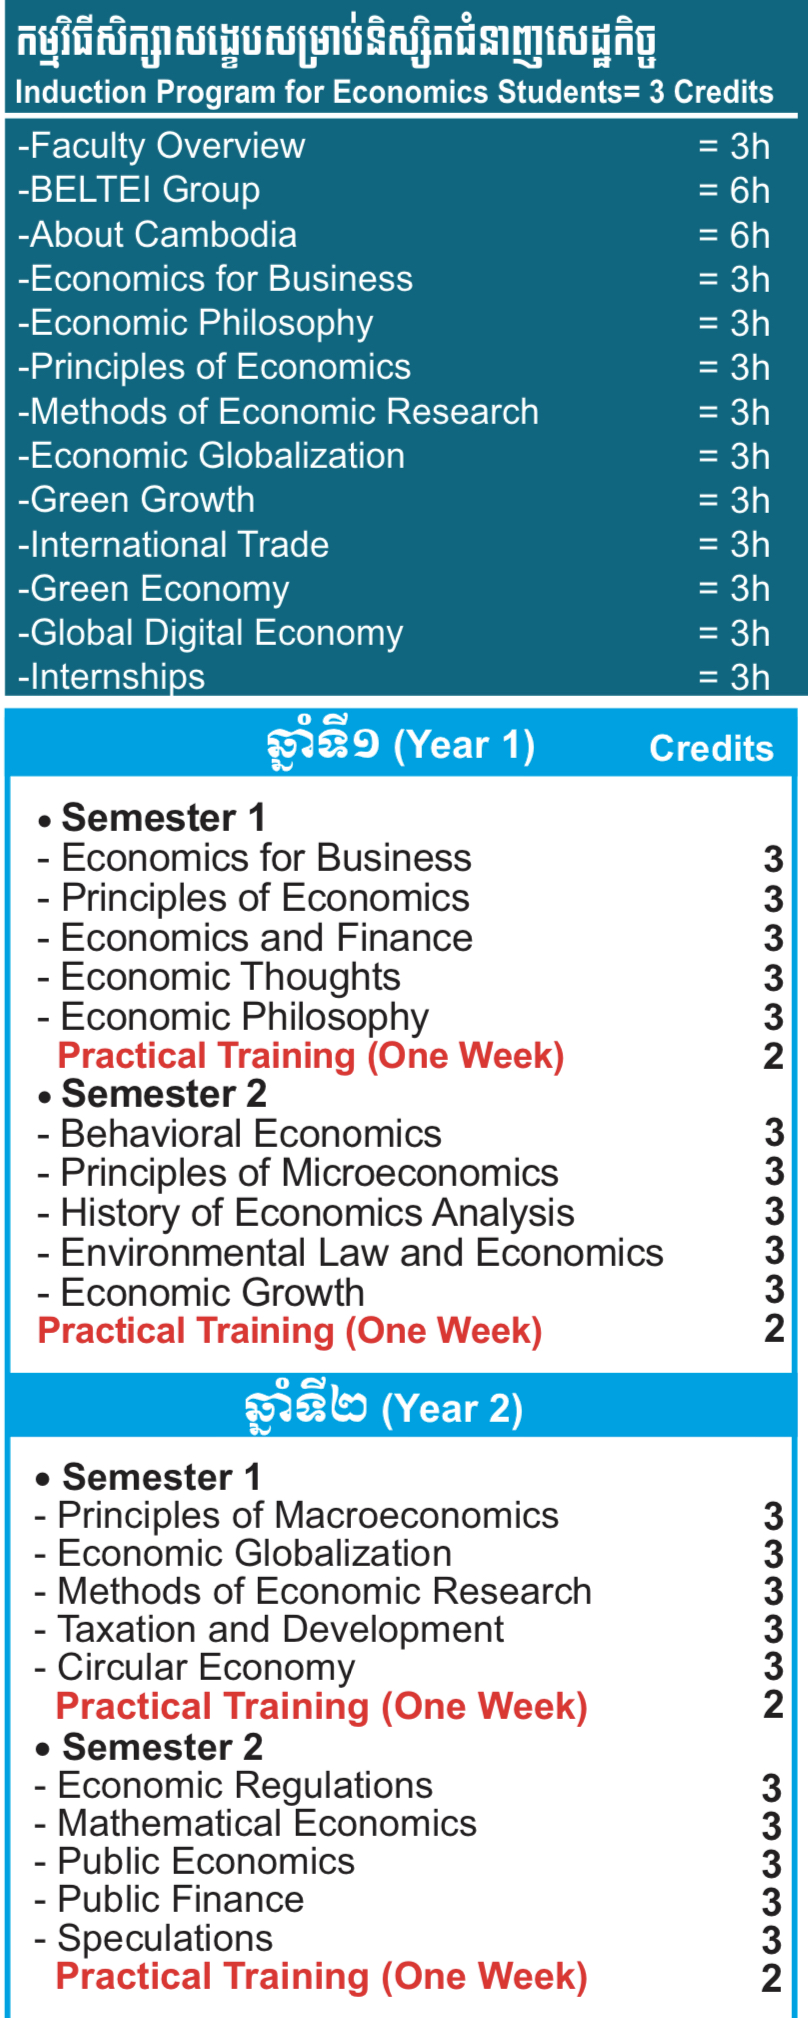 កម្មវិធីសិក្សាសង្ខេបសម្រាប់និស្សិតជំនាញសេដ្ឋកិច្ច
Induction Program for Economics Students= 3 Credits
-Faculty Overview = 3h
-BELTEI Group = 6h
-About Cambodia = 6h
-Economics for Business = 3h
-Economic Philosophy = 3h
-Principles of Economics = 3h
-Methods of Economic Research = 3h
-Economic Globalization = 3h
-Green Growth = 3h
-International Trade = 3h
-Green Economy = 3h
-Global Digital Economy = 3h
-Internships = 3h
ឆ្នាំទី១ (Year 1) Credits
• Semester 1
- Economics for Business 3
- Principles of Economics 3
- Economics and Finance 3
- Economic Thoughts 3
- Economic Philosophy 3
Practical Training (One Week) 2
• Semester 2
- Behavioral Economics 3
- Principles of Microeconomics 3
- History of Economics Analysis 3
- Environmental Law and Economics 3
- Economic Growth 3
Practical Training (One Week) 2
ឆ្នាំទី២ (Year 2)
• Semester 1
- Principles of Macroeconomics 3
- Economic Globalization 3
- Methods of Economic Research 3
- Taxation and Development 3
- Circular Economy 3
Practical Training (One Week) 2
• Semester 2
- Economic Regulations 3
- Mathematical Economics 3
- Public Economics 3
- Public Finance 3
- Speculations 3
Practical Training (One Week) 2